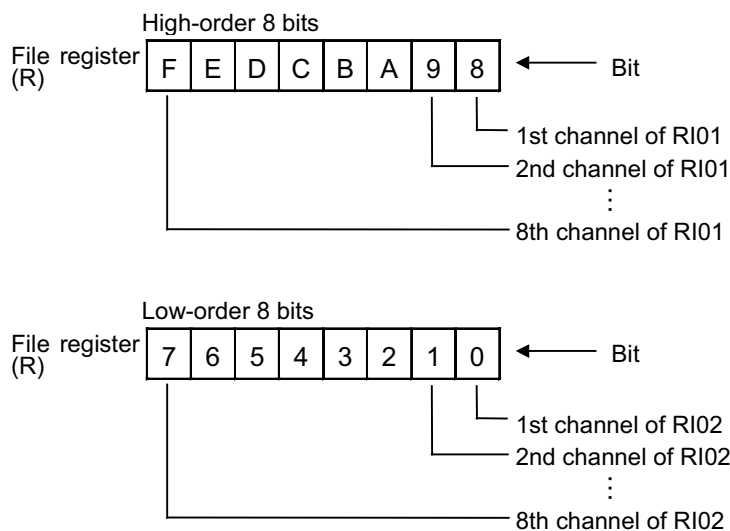 High-order 8 bits
File register
(R)
F E D C B A 9 8
Bit
1st channel of RI01
2nd channel of RI01
⋮
8th channel of RI01
Low-order 8 bits
File register
(R)
7 6 5 4 3 2 1 0
Bit
1st channel of RI02
2nd channel of RI02
⋮
8th channel of RI02